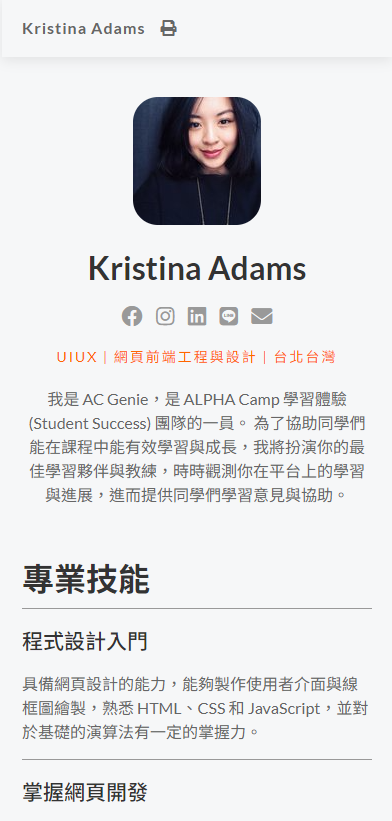 Kristina Adams
Kristina Adams
UIUX | 網頁前端工程與設計 | 台北台灣
我是 AC Genie，是 ALPHA Camp 學習體驗
(Student Success) 團隊的一員。 為了協助同學們
能在課程中能有效學習與成長，我將扮演你的最
佳學習夥伴與教練，時時觀測你在平台上的學習
與進展，進而提供同學們學習意見與協助。
專業技能
程式設計入門
具備網頁設計的能力，能夠製作使用者介面與線
框圖繪製，熟悉 HTML、CSS 和 JavaScript，並對
於基礎的演算法有一定的掌握力。
掌握網頁開發